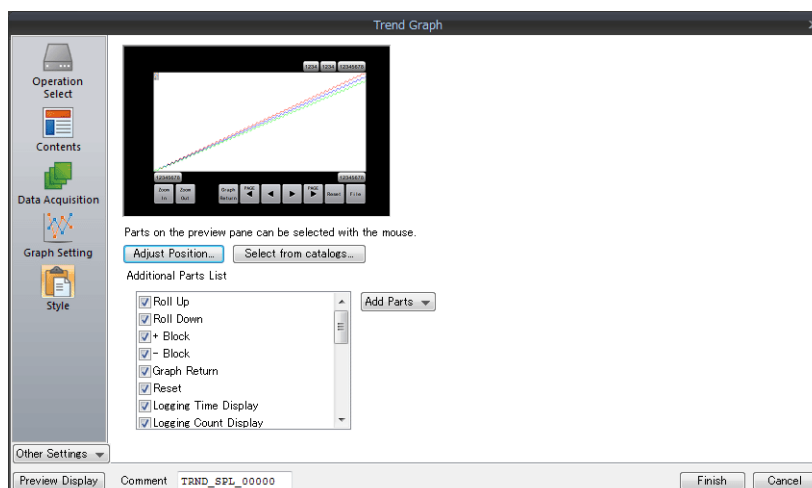 Trend Graph
Operation
Select
Contents
Data Acquisition
Graph Setting
Style
1234 1234 12345678
12345678 12345678
Zoom In
Zoom Out
Graph Return
PAGE
PAGE
Reset
File
Parts on the preview pane can be selected with the mouse.
Adjust Position... Select from catalogs...
Additional Parts List
Roll Up
Roll Down
+ Block
- Block
Graph Return
Reset
Logging Time Display
Logging Count Display
Add Parts
Other Settings
Preview Display Comment TRND_SPL_00000 Finish Cancel